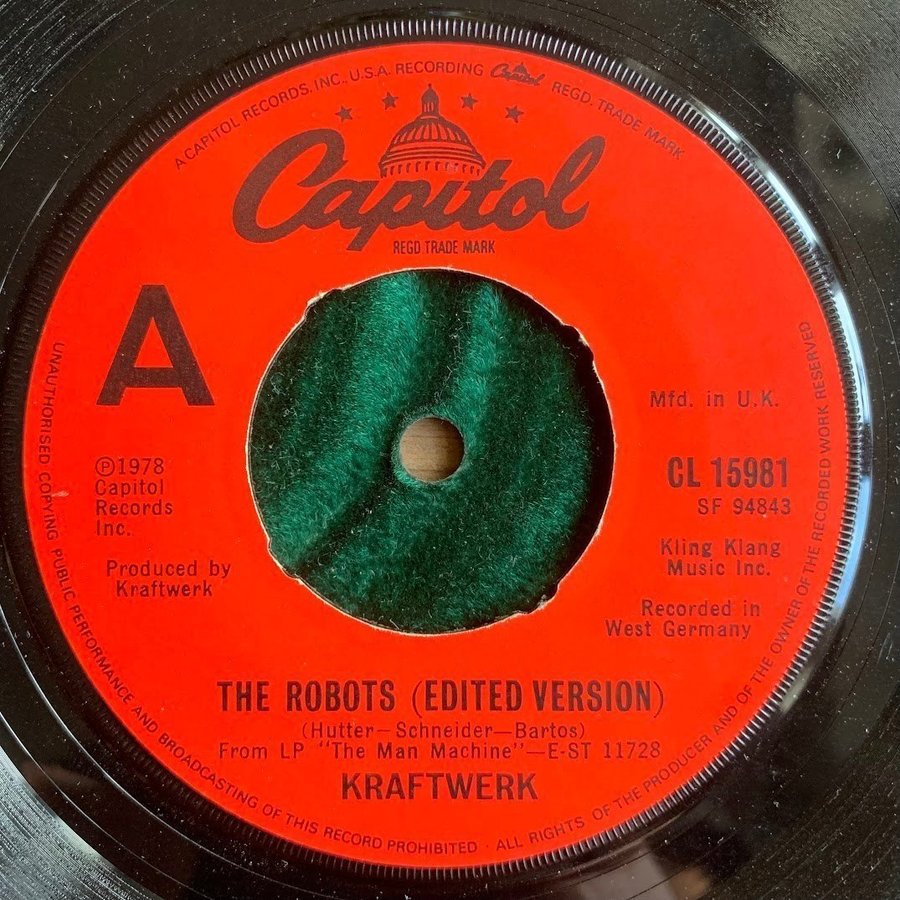 A CAPITOL RECORDS, INC., U.S.A. RECORDING Capitol REGD. TRADE MARK
Capitol
REGD TRADE MARK
A
Mfd. in U.K.
℗1978
Capitol
Records
Inc.
CL 15981
SF 94843
Produced by
Kraftwerk
Kling Klang
Music Inc.
Recorded in
West Germany
THE ROBOTS (EDITED VERSION)
(Hutter–Schneider–Bartos)
From LP "The Man Machine"–E-ST 11728
KRAFTWERK
UNAUTHORISED COPYING PUBLIC PERFORMANCE AND BROADCASTING OF THIS RECORD PROHIBITED · ALL RIGHTS OF THE PRODUCER AND OF THE OWNER OF THE RECORDED WORK RESERVED